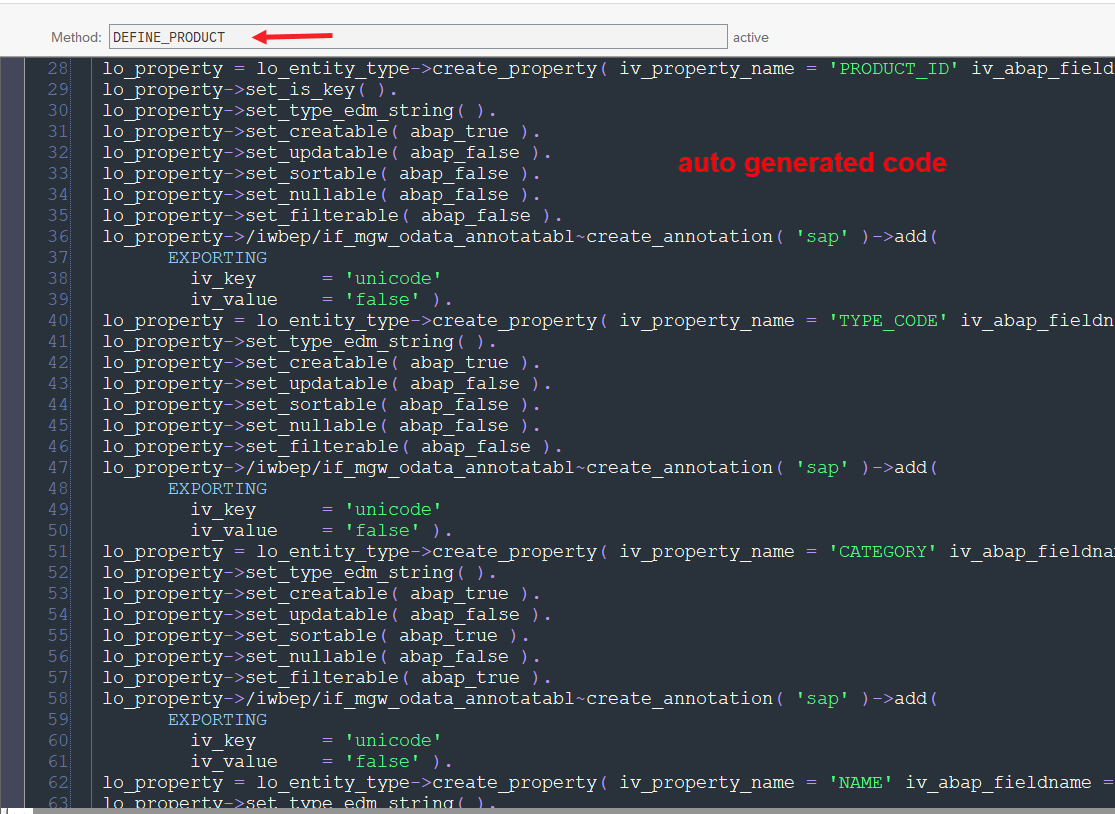 Method: DEFINE_PRODUCT active
28 lo_property = lo_entity_type->create_property( iv_property_name = 'PRODUCT_ID' iv_abap_field
29 lo_property->set_is_key( ).
30 lo_property->set_type_edm_string( ).
31 lo_property->set_creatable( abap_true ).
32 lo_property->set_updatable( abap_false ).
auto generated code
33 lo_property->set_sortable( abap_false ).
34 lo_property->set_nullable( abap_false ).
35 lo_property->set_filterable( abap_false ).
36 lo_property->/iwbep/if_mgw_odata_annotatabl~create_annotation( 'sap' )->add(
37 EXPORTING
38 iv_key = 'unicode'
39 iv_value = 'false' ).
40 lo_property = lo_entity_type->create_property( iv_property_name = 'TYPE_CODE' iv_abap_fieldn
41 lo_property->set_type_edm_string( ).
42 lo_property->set_creatable( abap_true ).
43 lo_property->set_updatable( abap_false ).
44 lo_property->set_sortable( abap_false ).
45 lo_property->set_nullable( abap_false ).
46 lo_property->set_filterable( abap_false ).
47 lo_property->/iwbep/if_mgw_odata_annotatabl~create_annotation( 'sap' )->add(
48 EXPORTING
49 iv_key = 'unicode'
50 iv_value = 'false' ).
51 lo_property = lo_entity_type->create_property( iv_property_name = 'CATEGORY' iv_abap_fieldna
52 lo_property->set_type_edm_string( ).
53 lo_property->set_creatable( abap_true ).
54 lo_property->set_updatable( abap_false ).
55 lo_property->set_sortable( abap_true ).
56 lo_property->set_nullable( abap_false ).
57 lo_property->set_filterable( abap_true ).
58 lo_property->/iwbep/if_mgw_odata_annotatabl~create_annotation( 'sap' )->add(
59 EXPORTING
60 iv_key = 'unicode'
61 iv_value = 'false' ).
62 lo_property = lo_entity_type->create_property( iv_property_name = 'NAME' iv_abap_fieldname =
63 lo_property->set_type_edm_string( ).